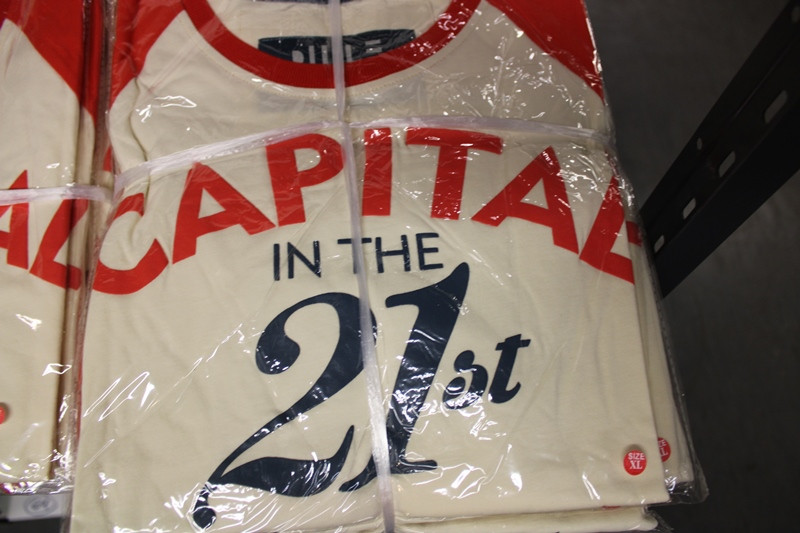 CAPITAL
IN THE
21st
SIZE
XL